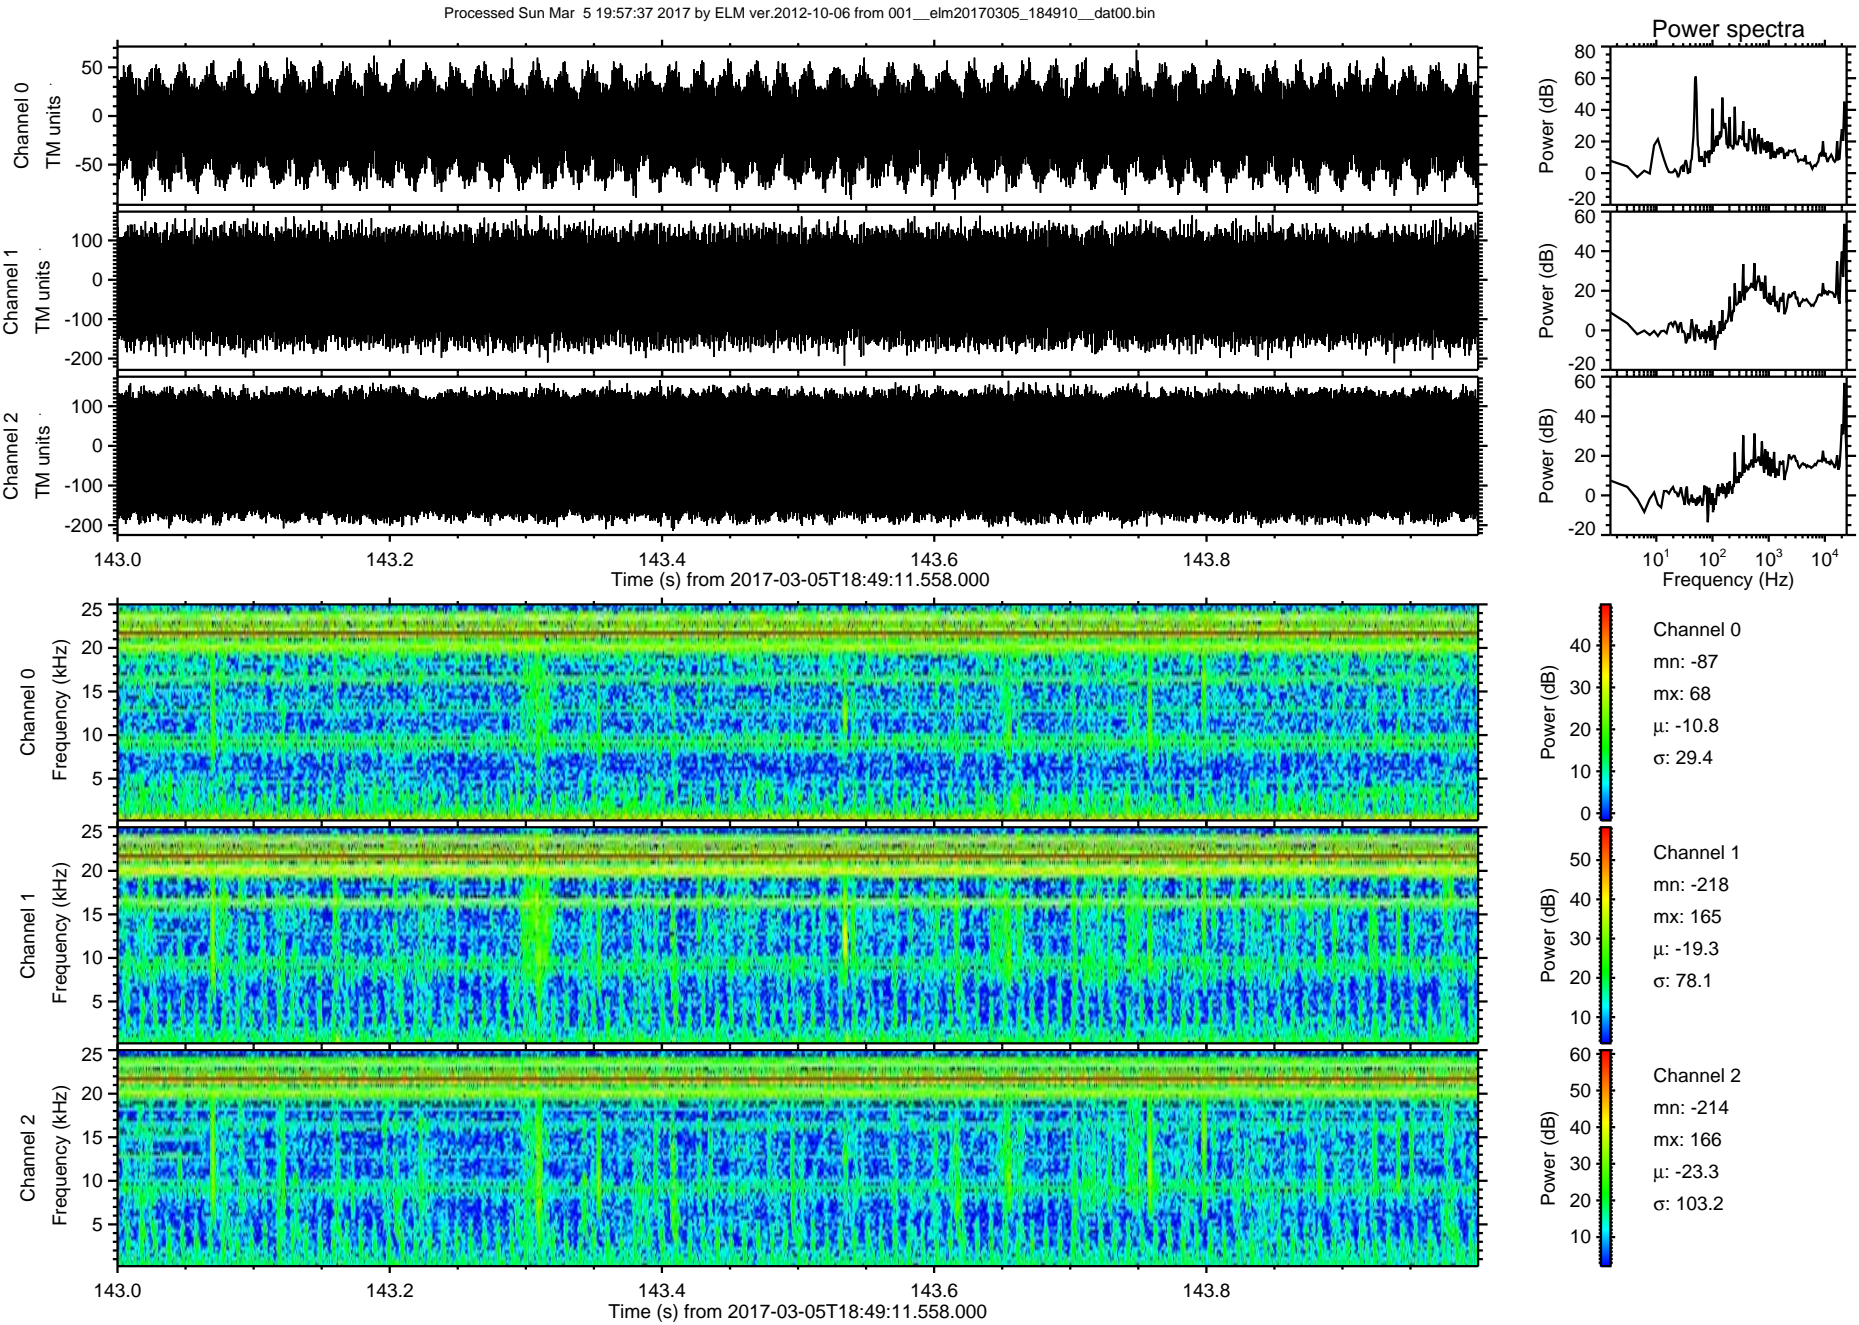 Processed Sun Mar  5 19:57:37 2017 by ELM ver.2012-10-06 from 001__elm20170305_184910__dat00.bin
Power spectra
Channel 0
TM units
50
0
-50
Power (dB)
80
60
40
20
0
-20
Channel 1
TM units
100
0
-100
-200
Power (dB)
60
40
20
0
-20
Channel 2
TM units
100
0
-100
-200
Power (dB)
60
40
20
0
-20
143.0 143.2 143.4 143.6 143.8
Time (s) from 2017-03-05T18:49:11.558.000
10^1 10^2 10^3 10^4
Frequency (Hz)
Channel 0
Frequency (kHz)
25
20
15
10
5
Power (dB)
40
30
20
10
0
Channel 0
mn: -87
mx: 68
μ: -10.8
σ: 29.4
Channel 1
Frequency (kHz)
25
20
15
10
5
Power (dB)
50
40
30
20
10
Channel 1
mn: -218
mx: 165
μ: -19.3
σ: 78.1
Channel 2
Frequency (kHz)
25
20
15
10
5
Power (dB)
60
50
40
30
20
10
Channel 2
mn: -214
mx: 166
μ: -23.3
σ: 103.2
143.0 143.2 143.4 143.6 143.8
Time (s) from 2017-03-05T18:49:11.558.000